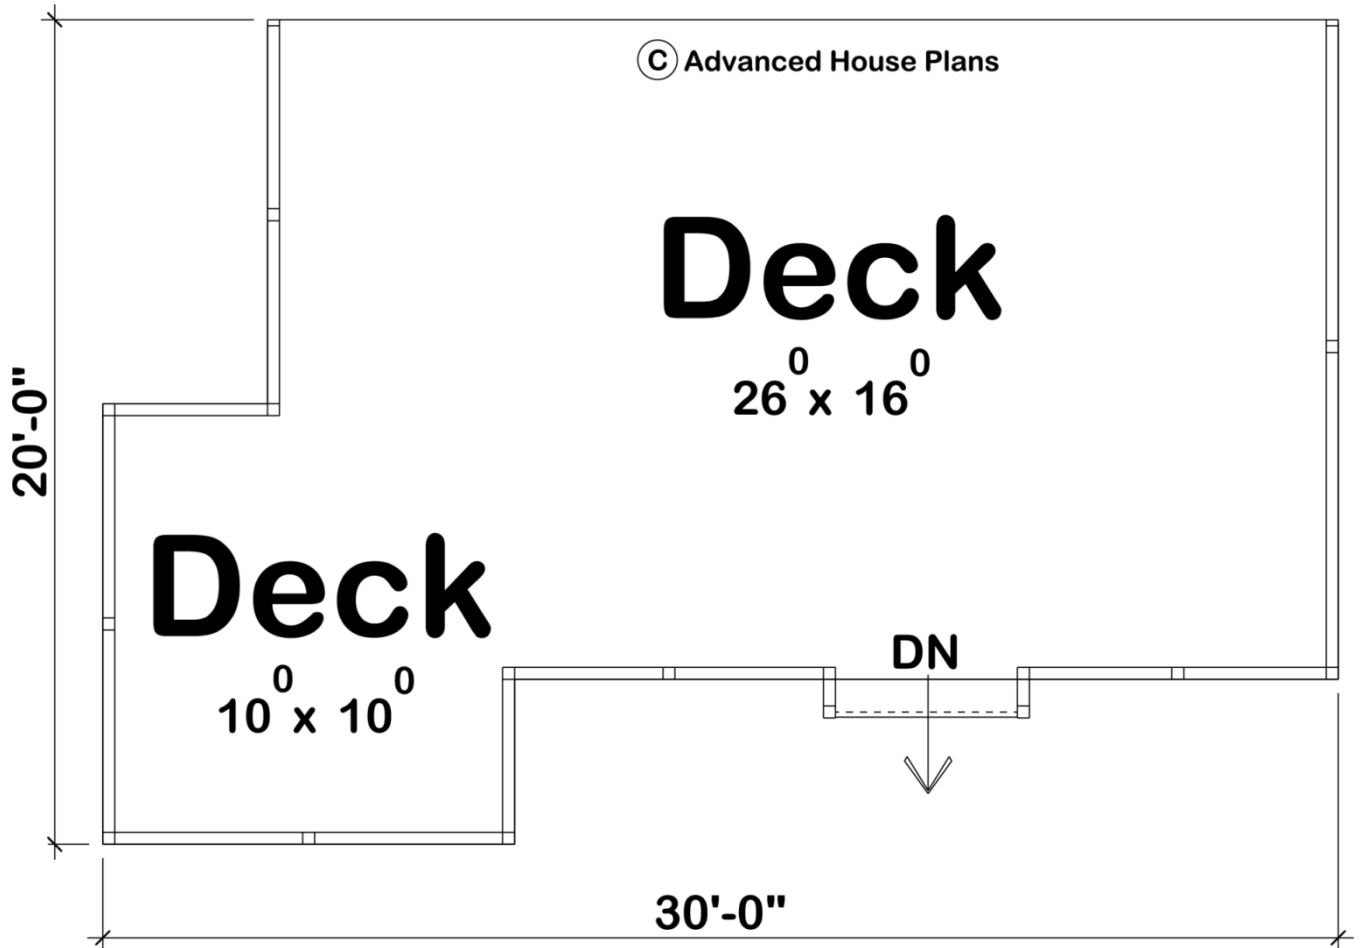 © Advanced House Plans
Deck
26⁰ x 16⁰
20'-0"
Deck
10⁰ x 10⁰
DN
30'-0"